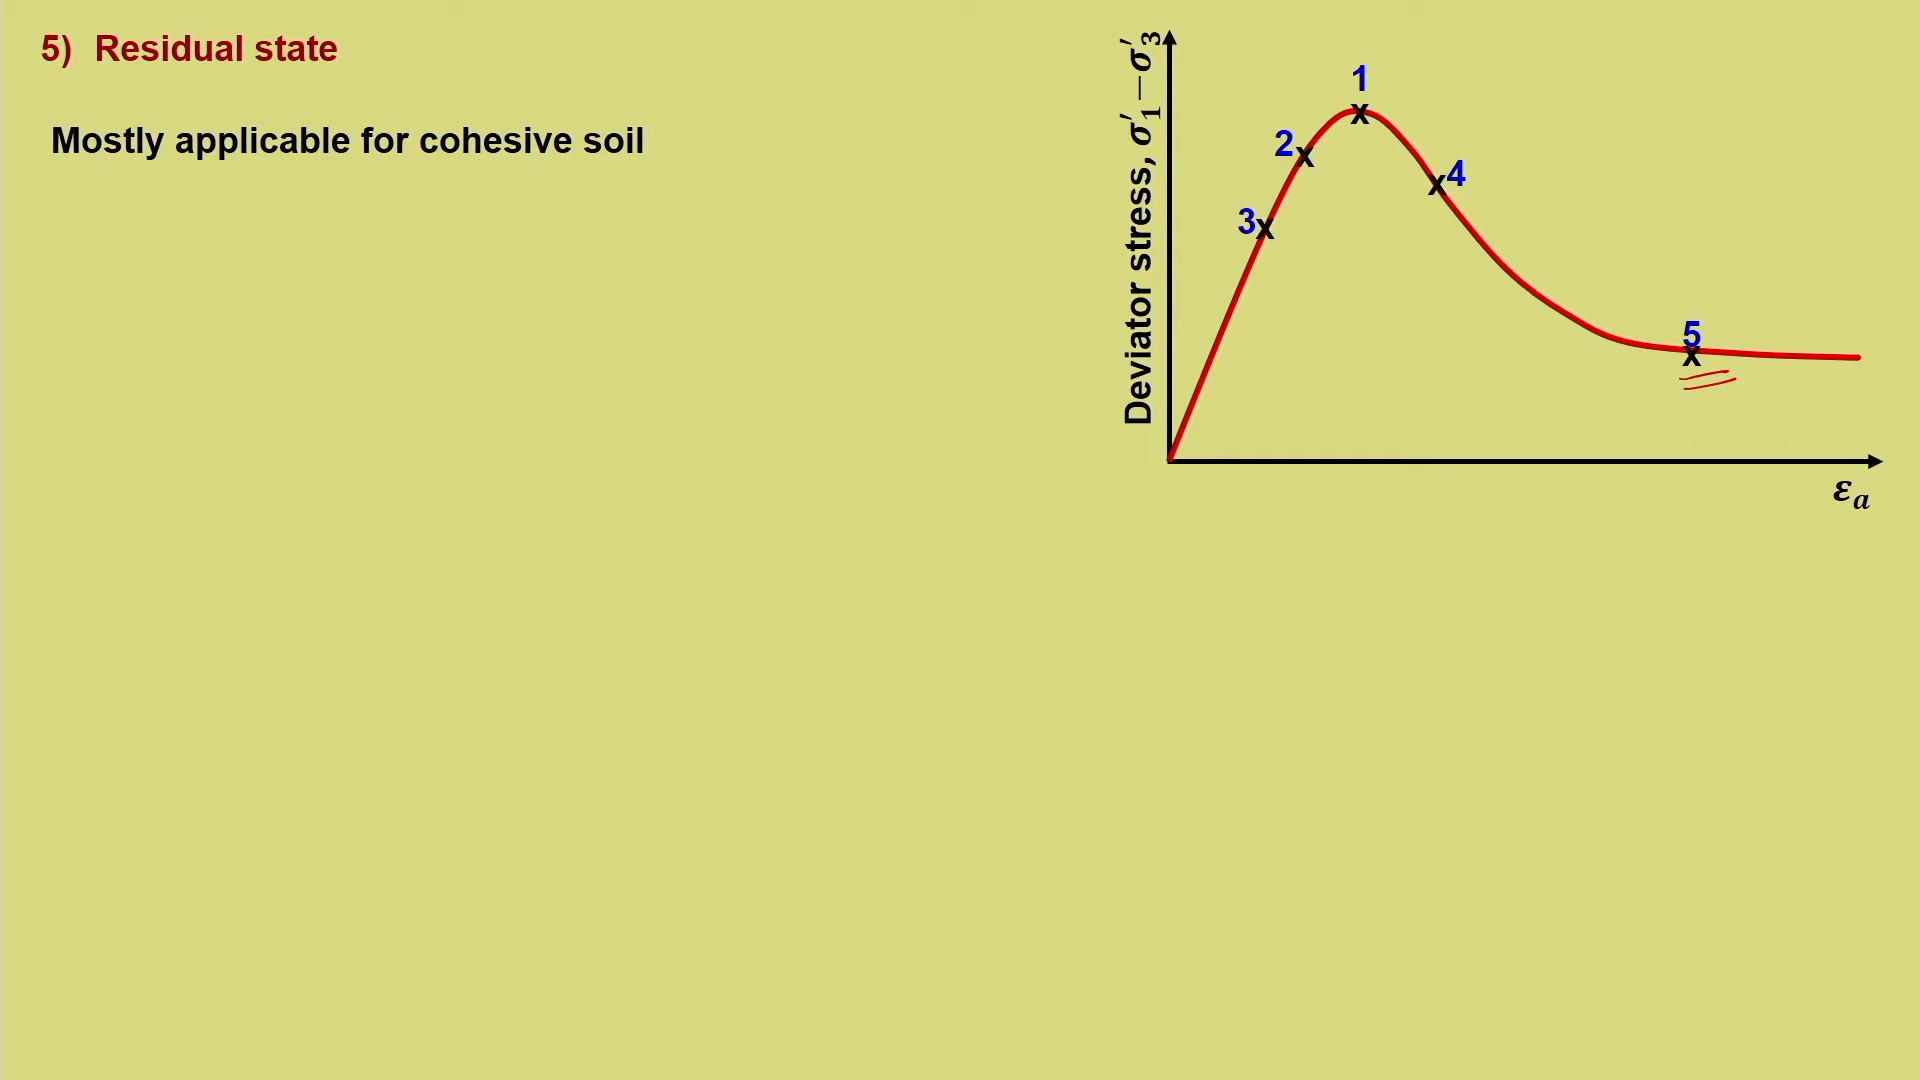 5) Residual state
Mostly applicable for cohesive soil
Deviator stress, σ′₁−σ′₃
1
2
x
x
3
x
x
4
5
x
εₐ